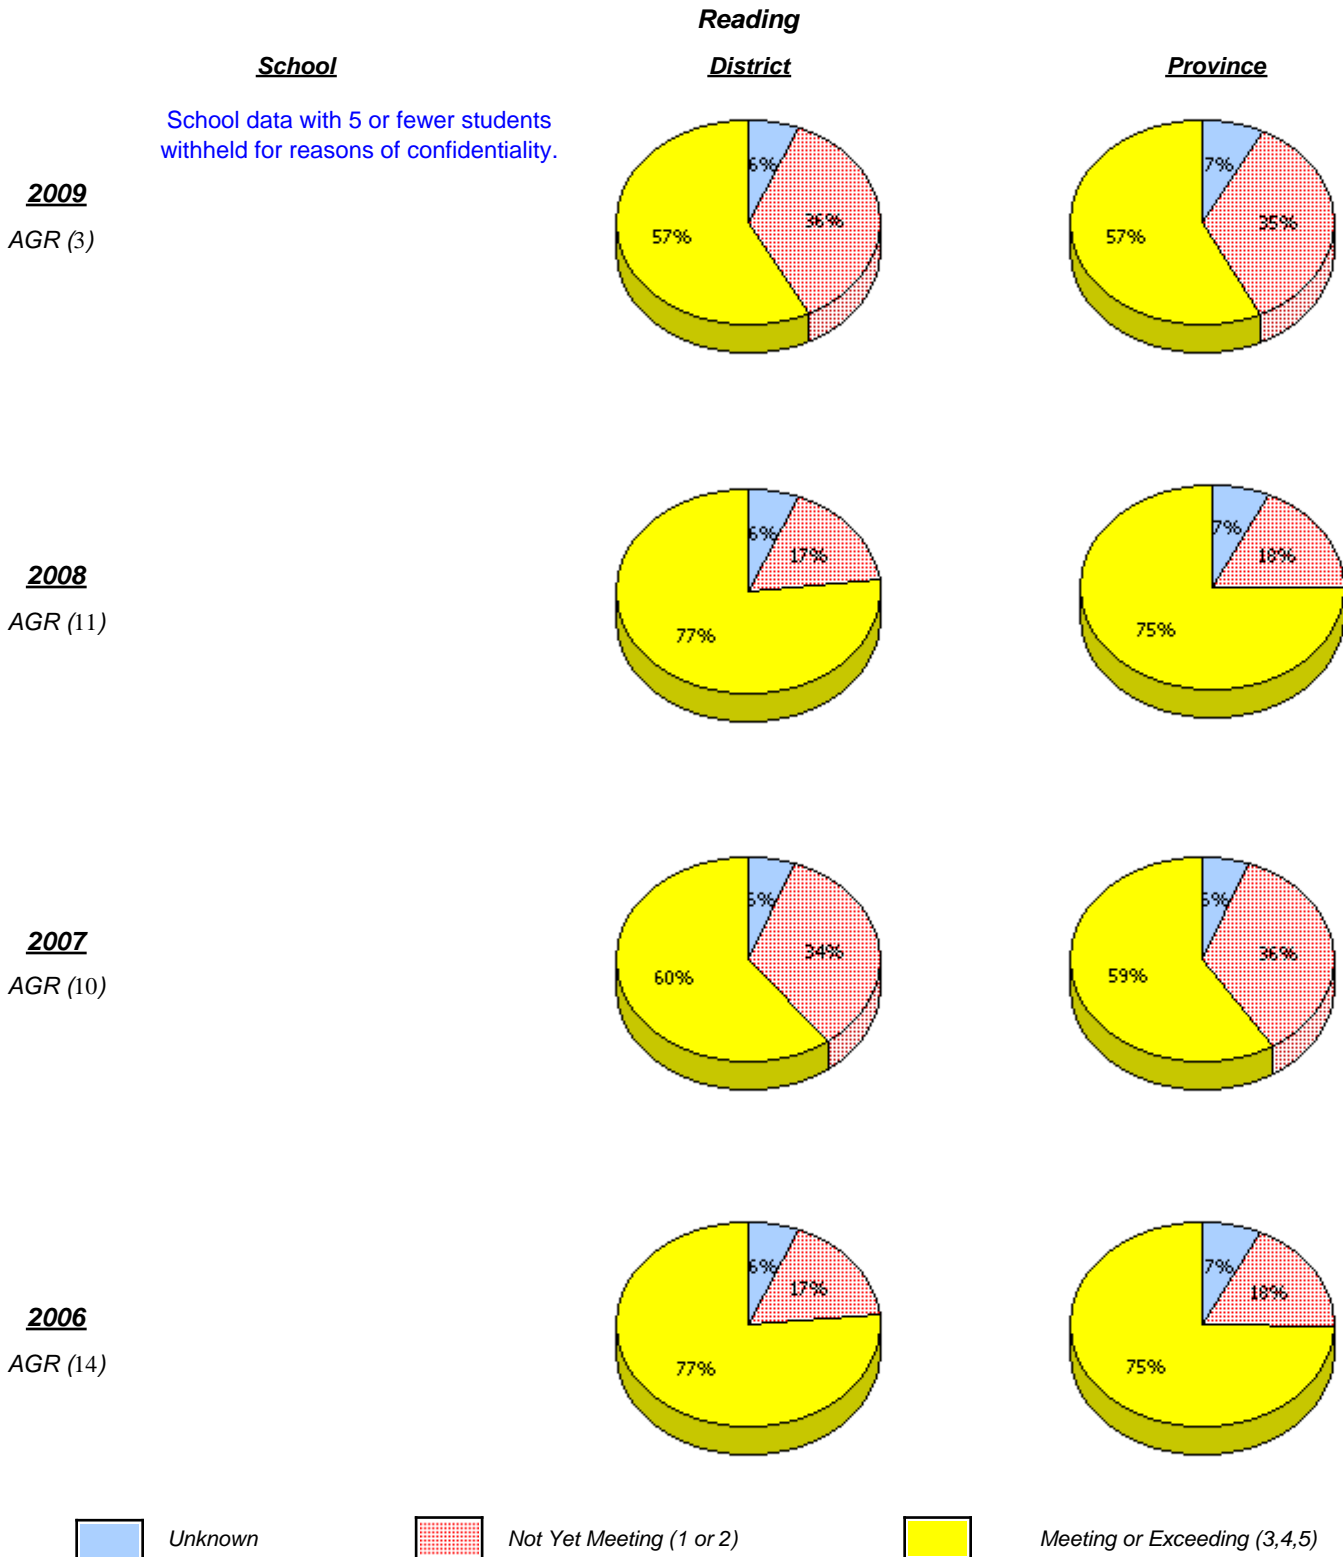 Reading
School District Province
School data with 5 or fewer students
withheld for reasons of confidentiality.
2009
AGR (3)
6% 36% 57%
7% 35% 57%
2008
AGR (11)
6% 17% 77%
7% 18% 75%
2007
AGR (10)
34% 60%
36% 59%
2006
AGR (14)
6% 17% 77%
7% 18% 75%
Unknown Not Yet Meeting (1 or 2) Meeting or Exceeding (3,4,5)